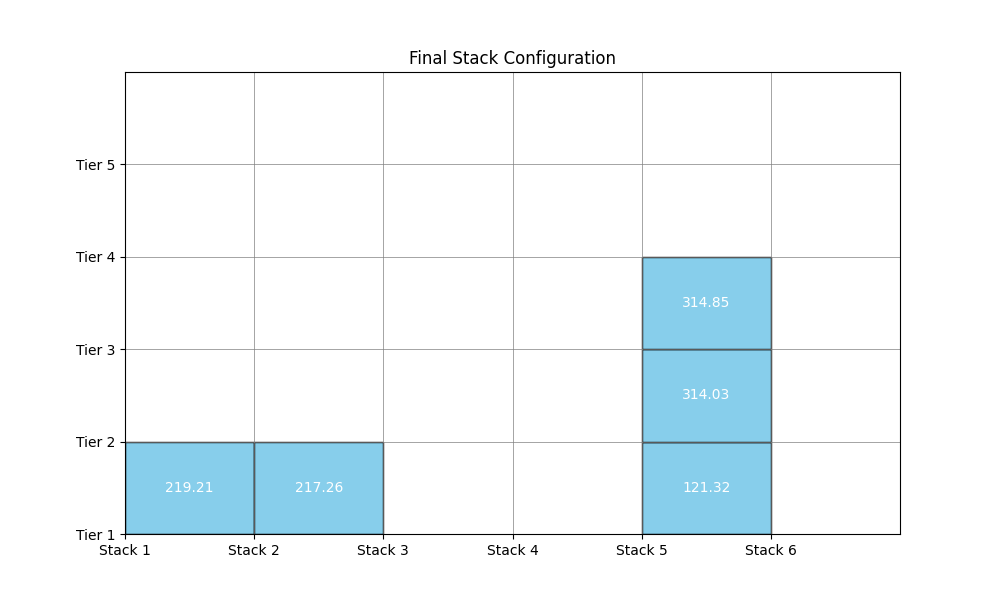 Final Stack Configuration
Tier 5
Tier 4
314.85
Tier 3
314.03
Tier 2
219.21 217.26 121.32
Tier 1
Stack 1 Stack 2 Stack 3 Stack 4 Stack 5 Stack 6